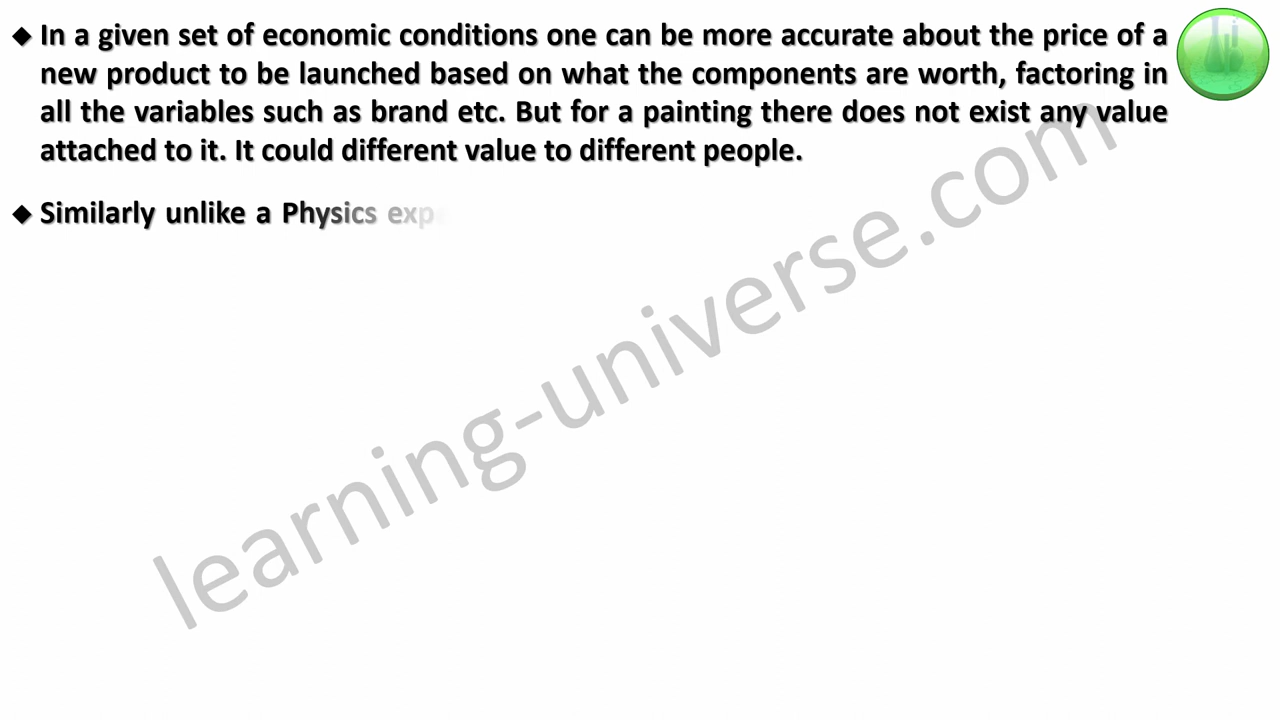 ◆ In a given set of economic conditions one can be more accurate about the price of a
new product to be launched based on what the components are worth, factoring in
all the variables such as brand etc. But for a painting there does not exist any value
attached to it. It could different value to different people.
◆ Similarly unlike a Physics exp
learning-universe.com